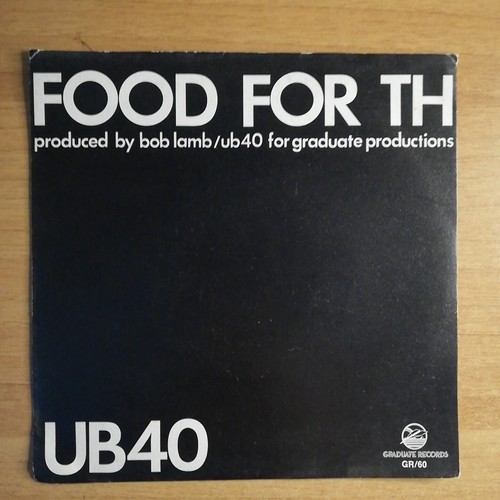 FOOD FOR TH
produced by bob lamb/ub40 for graduate productions
UB40
GRADUATE RECORDS
GR/60